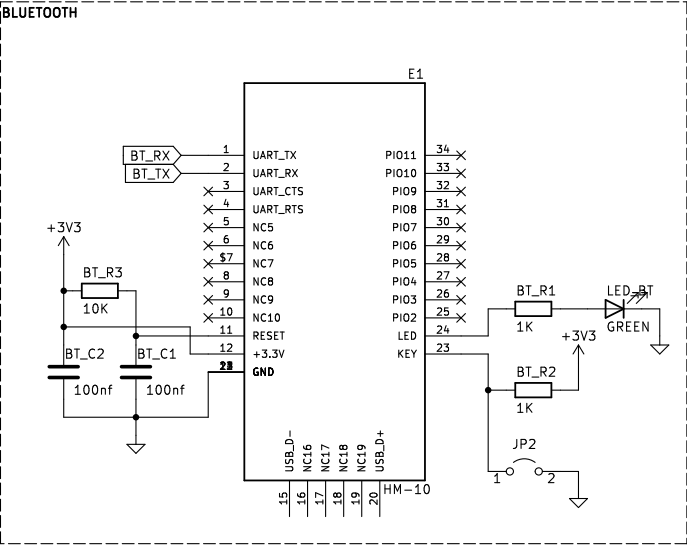 BLUETOOTH
E1
BT_RX 1 UART_TX PIO11 34
BT_TX 2 UART_RX PIO10 33
3 UART_CTS PIO9 32
4 UART_RTS PIO8 31
5 NC5 PIO7 30
+3V3 6 NC6 PIO6 29
$7 NC7 PIO5 28
BT_R3 8 NC8 PIO4 27
10K 9 NC9 PIO3 26 BT_R1 LED_BT
10 NC10 PIO2 25
11 RESET LED 24 1K GREEN
BT_C2 BT_C1 12 +3.3V KEY 23 +3V3
100nf 100nf GND BT_R2
1K
USB_D- NC16 NC17 NC18 NC19 USB_D+ JP2
HM-10 1 2
15 16 17 18 19 20